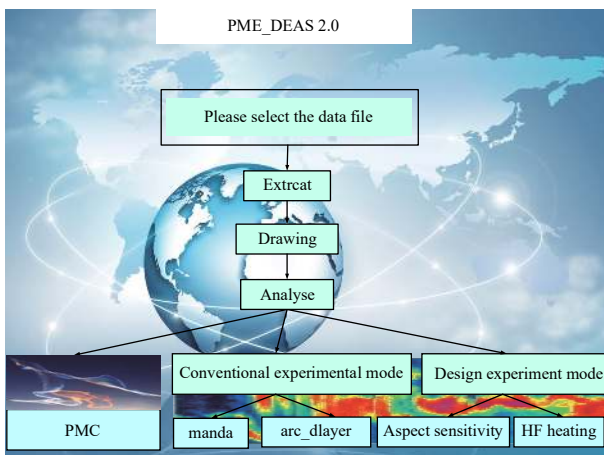 PME_DEAS 2.0
Please select the data file
Extrcat
Drawing
Analyse
Conventional experimental mode
Design experiment mode
PMC
manda
arc_dlayer
Aspect sensitivity
HF heating